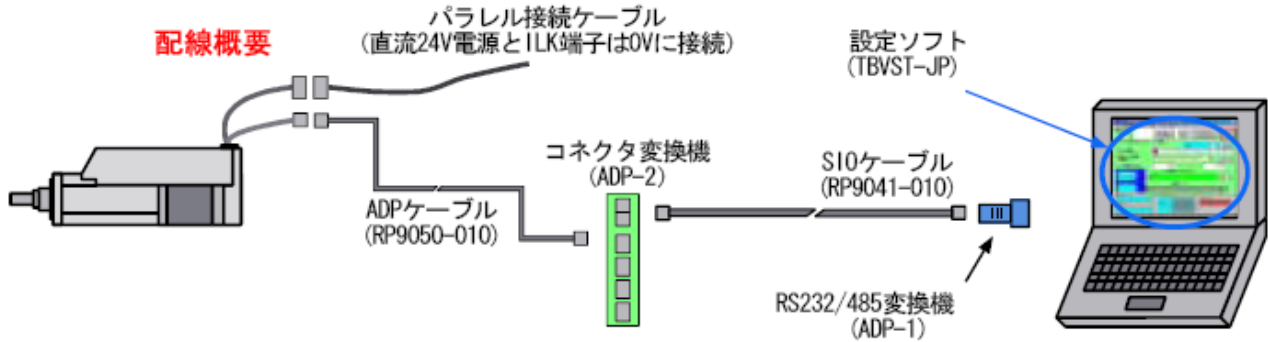 配線概要
パラレル接続ケーブル
(直流24V電源とILK端子は0Vに接続)
設定ソフト
(TBVST-JP)
コネクタ変換機
(ADP-2)
SIOケーブル
(RP9041-010)
ADPケーブル
(RP9050-010)
RS232/485変換機
(ADP-1)